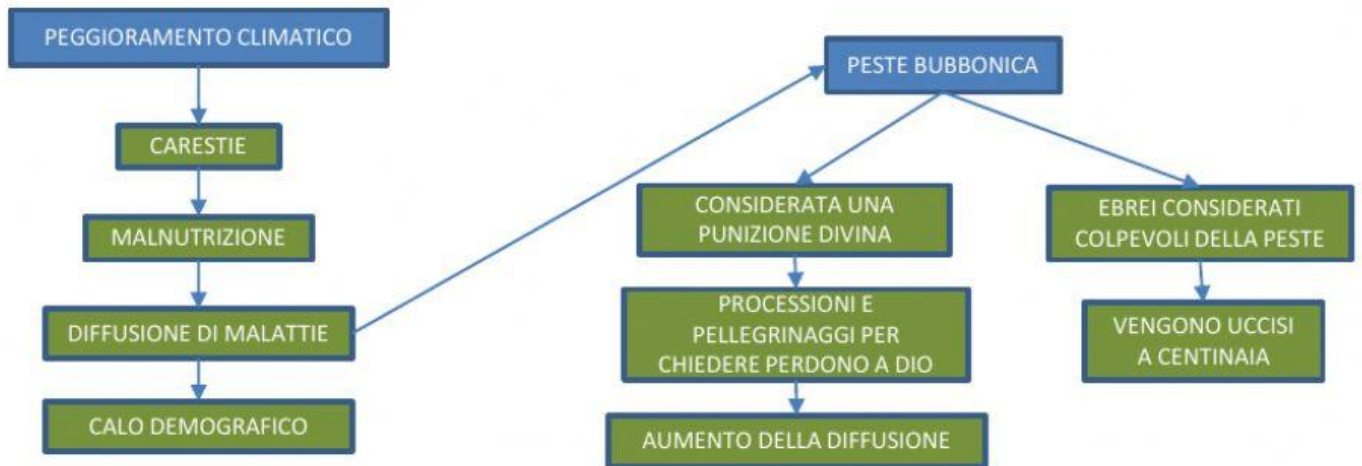 PEGGIORAMENTO CLIMATICO
CARESTIE
MALNUTRIZIONE
DIFFUSIONE DI MALATTIE
CALO DEMOGRAFICO
PESTE BUBBONICA
CONSIDERATA UNA
PUNIZIONE DIVINA
PROCESSIONI E
PELLEGRINAGGI PER
CHIEDERE PERDONO A DIO
AUMENTO DELLA DIFFUSIONE
EBREI CONSIDERATI
COLPEVOLI DELLA PESTE
VENGONO UCCISI
A CENTINAIA